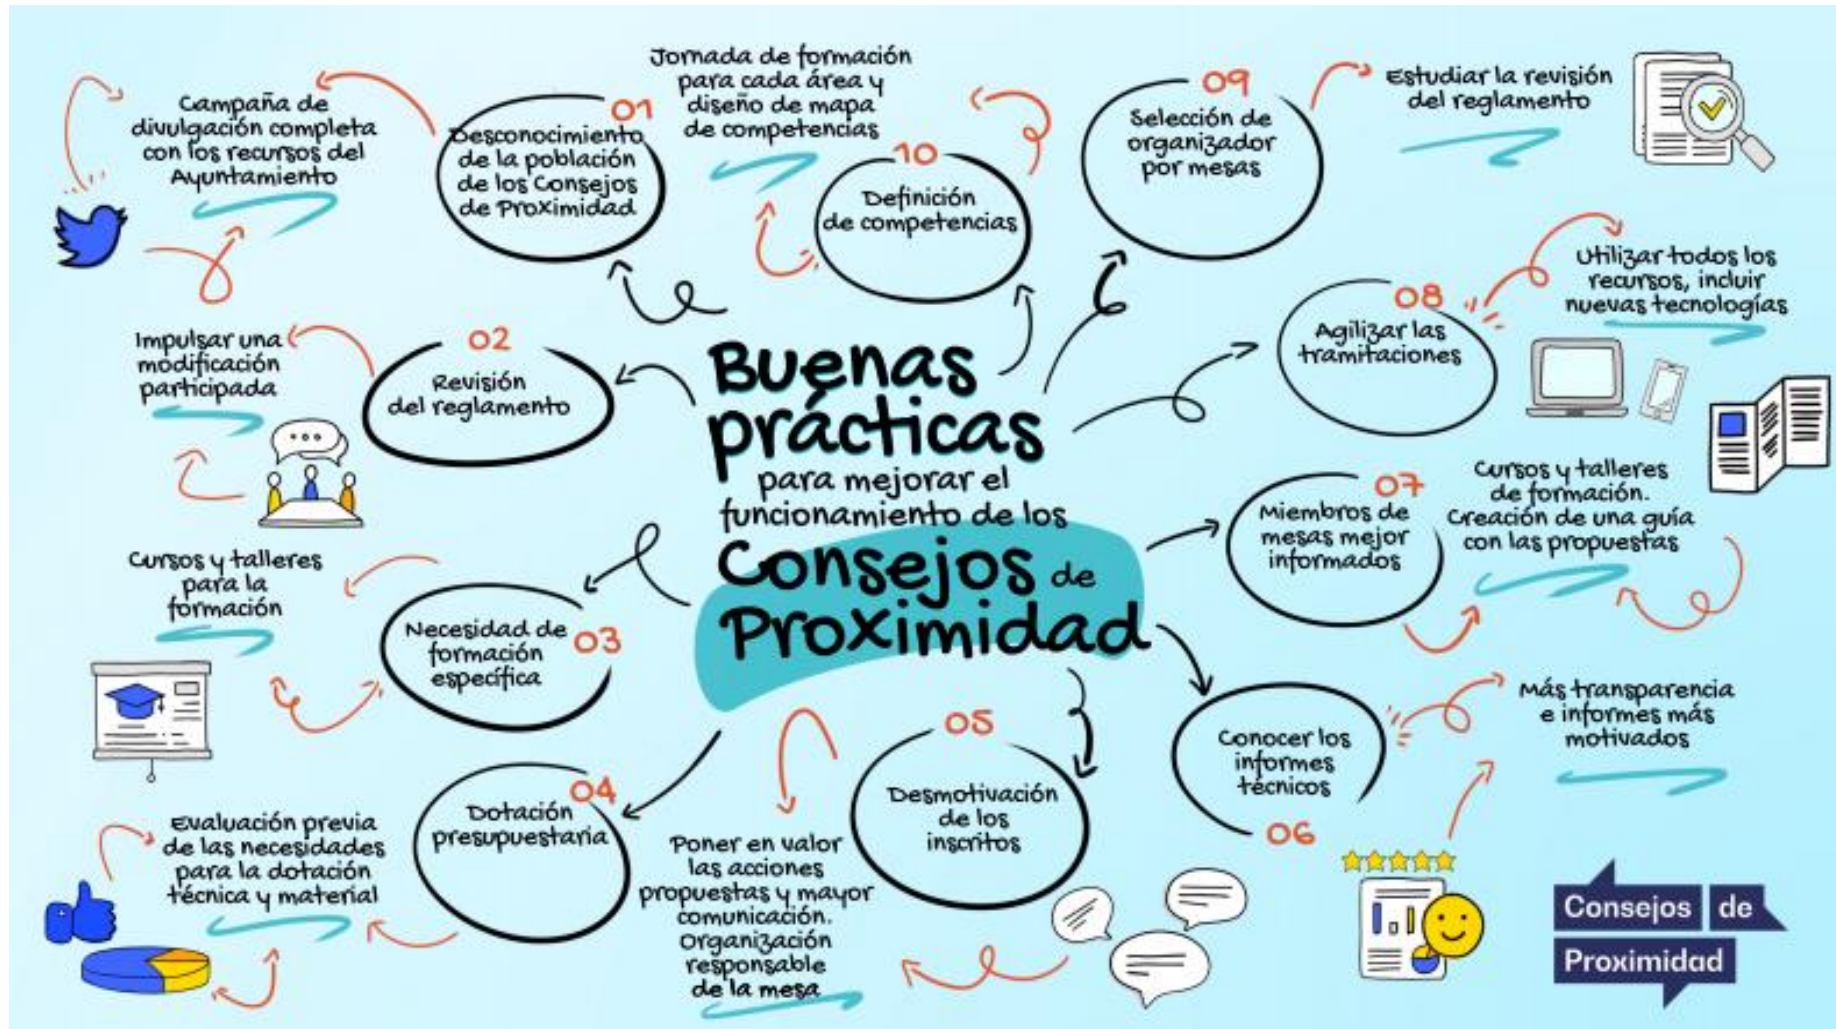 Buenas
prácticas
para mejorar el
funcionamiento de los
Consejos de
Proximidad
01
Desconocimiento
de la población
de los Consejos
de Proximidad
Campaña de
divulgación completa
con los recursos del
Ayuntamiento
02
Revisión
del reglamento
Impulsar una
modificación
participada
03
Necesidad de
formación
específica
Cursos y talleres
para la
formación
04
Dotación
presupuestaria
Evaluación previa
de las necesidades
para la dotación
técnica y material
05
Desmotivación
de los
inscritos
Poner en valor
las acciones
propuestas y mayor
comunicación.
Organización
responsable
de la mesa
06
Conocer los
informes
técnicos
Más transparencia
e informes más
motivados
07
Miembros de
mesas mejor
informados
Cursos y talleres
de formación.
Creación de una guía
con las propuestas
08
Agilizar las
tramitaciones
Utilizar todos los
recursos, incluir
nuevas tecnologías
09
Selección de
organizador
por mesas
Estudiar la revisión
del reglamento
10
Definición
de competencias
Jornada de formación
para cada área y
diseño de mapa
de competencias
Consejos de
Proximidad